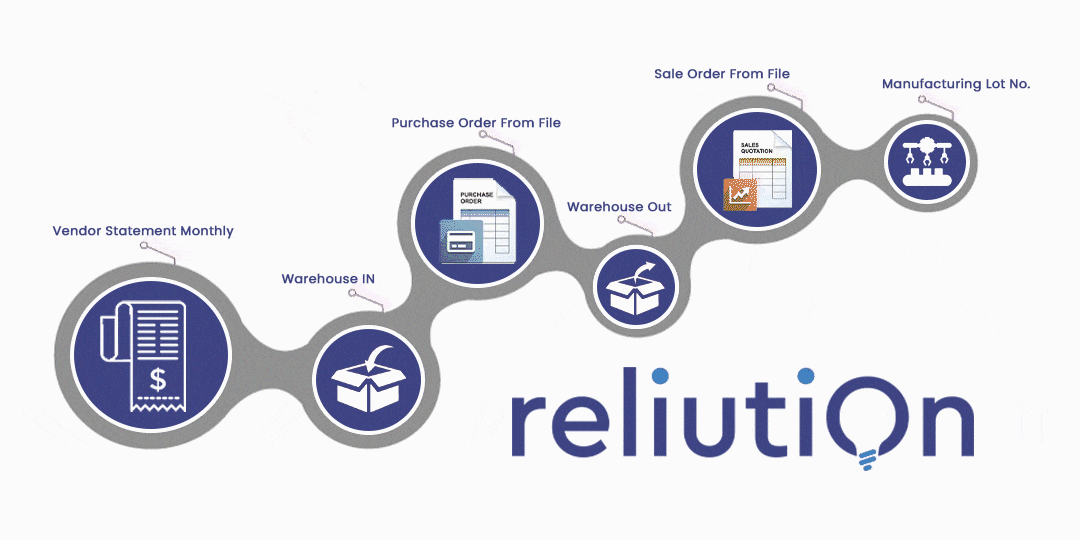 Sale Order From File
Manufacturing Lot No.
Purchase Order From File
SALES
QUOTATION
PURCHASE
ORDER
Warehouse Out
Vendor Statement Monthly
Warehouse IN
$
reliution